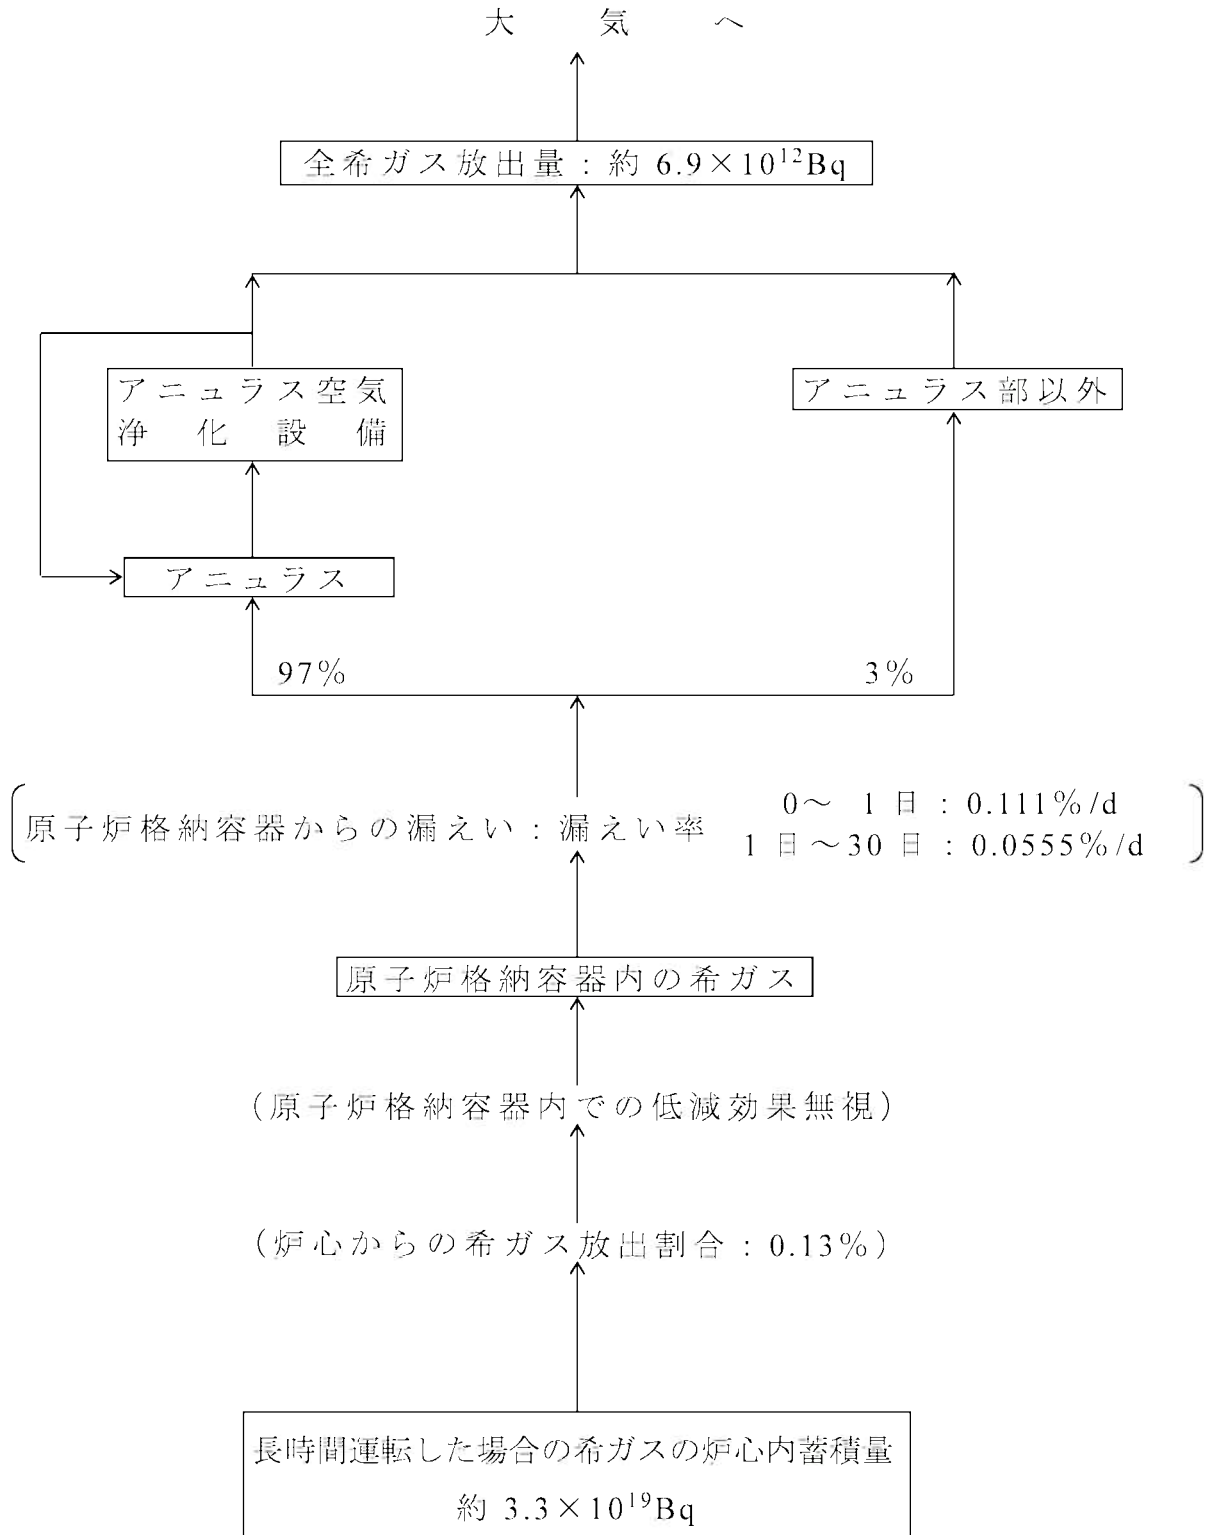 大気へ
全希ガス放出量：約 6.9×10¹²Bq
アニュラス空気
浄化設備
アニュラス部以外
アニュラス
97%
3%
原子炉格納容器からの漏えい：漏えい率
0～ 1日：0.111%/d
1日～30日：0.0555%/d
原子炉格納容器内の希ガス
（原子炉格納容器内での低減効果無視）
（炉心からの希ガス放出割合：0.13%）
長時間運転した場合の希ガスの炉心内蓄積量
約 3.3×10¹⁹Bq